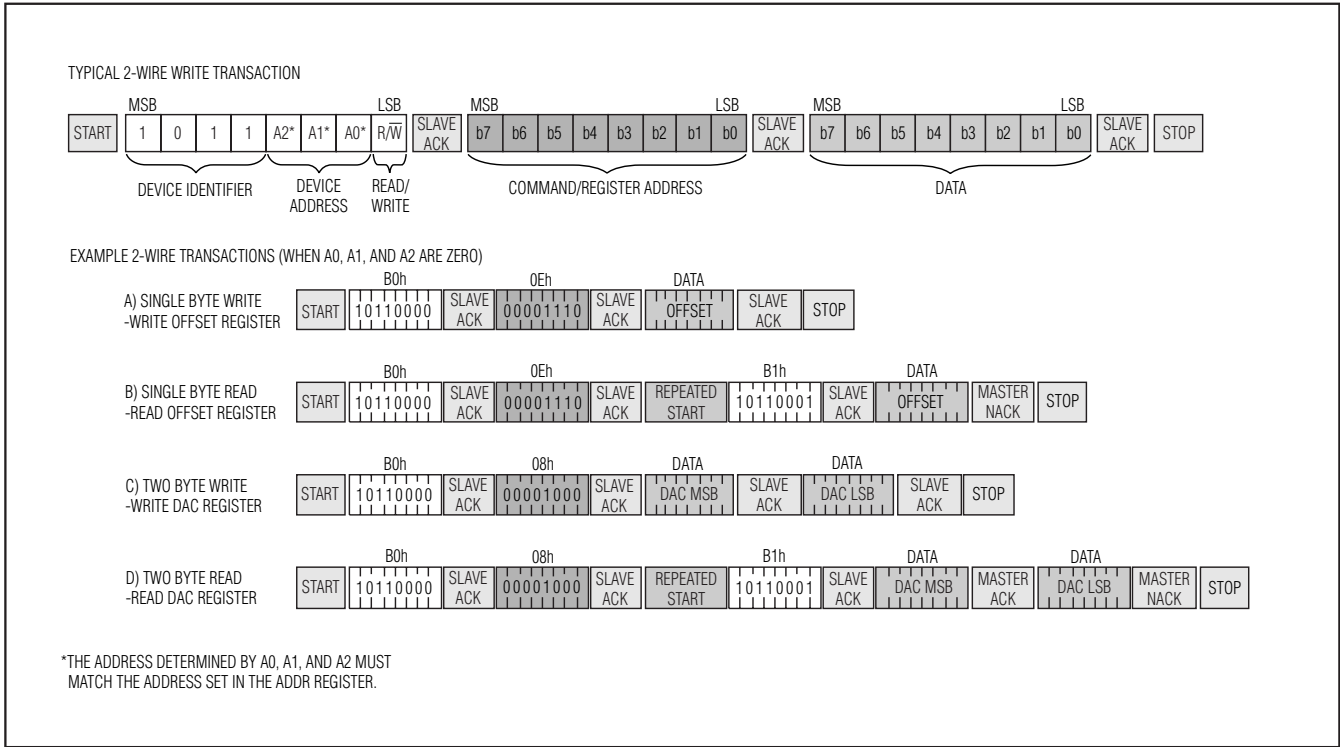 TYPICAL 2-WIRE WRITE TRANSACTION
MSB LSB MSB LSB MSB LSB
START 1 0 1 1 A2* A1* A0* R/W̅ SLAVE ACK b7 b6 b5 b4 b3 b2 b1 b0 SLAVE ACK b7 b6 b5 b4 b3 b2 b1 b0 SLAVE ACK STOP
DEVICE IDENTIFIER DEVICE ADDRESS READ/WRITE COMMAND/REGISTER ADDRESS DATA
EXAMPLE 2-WIRE TRANSACTIONS (WHEN A0, A1, AND A2 ARE ZERO)
B0h 0Eh DATA
A) SINGLE BYTE WRITE
-WRITE OFFSET REGISTER
START 10110000 SLAVE ACK 00001110 SLAVE ACK OFFSET SLAVE ACK STOP
B0h 0Eh B1h DATA
B) SINGLE BYTE READ
-READ OFFSET REGISTER
START 10110000 SLAVE ACK 00001110 SLAVE ACK REPEATED START 10110001 SLAVE ACK OFFSET MASTER NACK STOP
B0h 08h DATA DATA
C) TWO BYTE WRITE
-WRITE DAC REGISTER
START 10110000 SLAVE ACK 00001000 SLAVE ACK DAC MSB SLAVE ACK DAC LSB SLAVE ACK STOP
B0h 08h B1h DATA DATA
D) TWO BYTE READ
-READ DAC REGISTER
START 10110000 SLAVE ACK 00001000 SLAVE ACK REPEATED START 10110001 SLAVE ACK DAC MSB MASTER ACK DAC LSB MASTER NACK STOP
*THE ADDRESS DETERMINED BY A0, A1, AND A2 MUST
MATCH THE ADDRESS SET IN THE ADDR REGISTER.